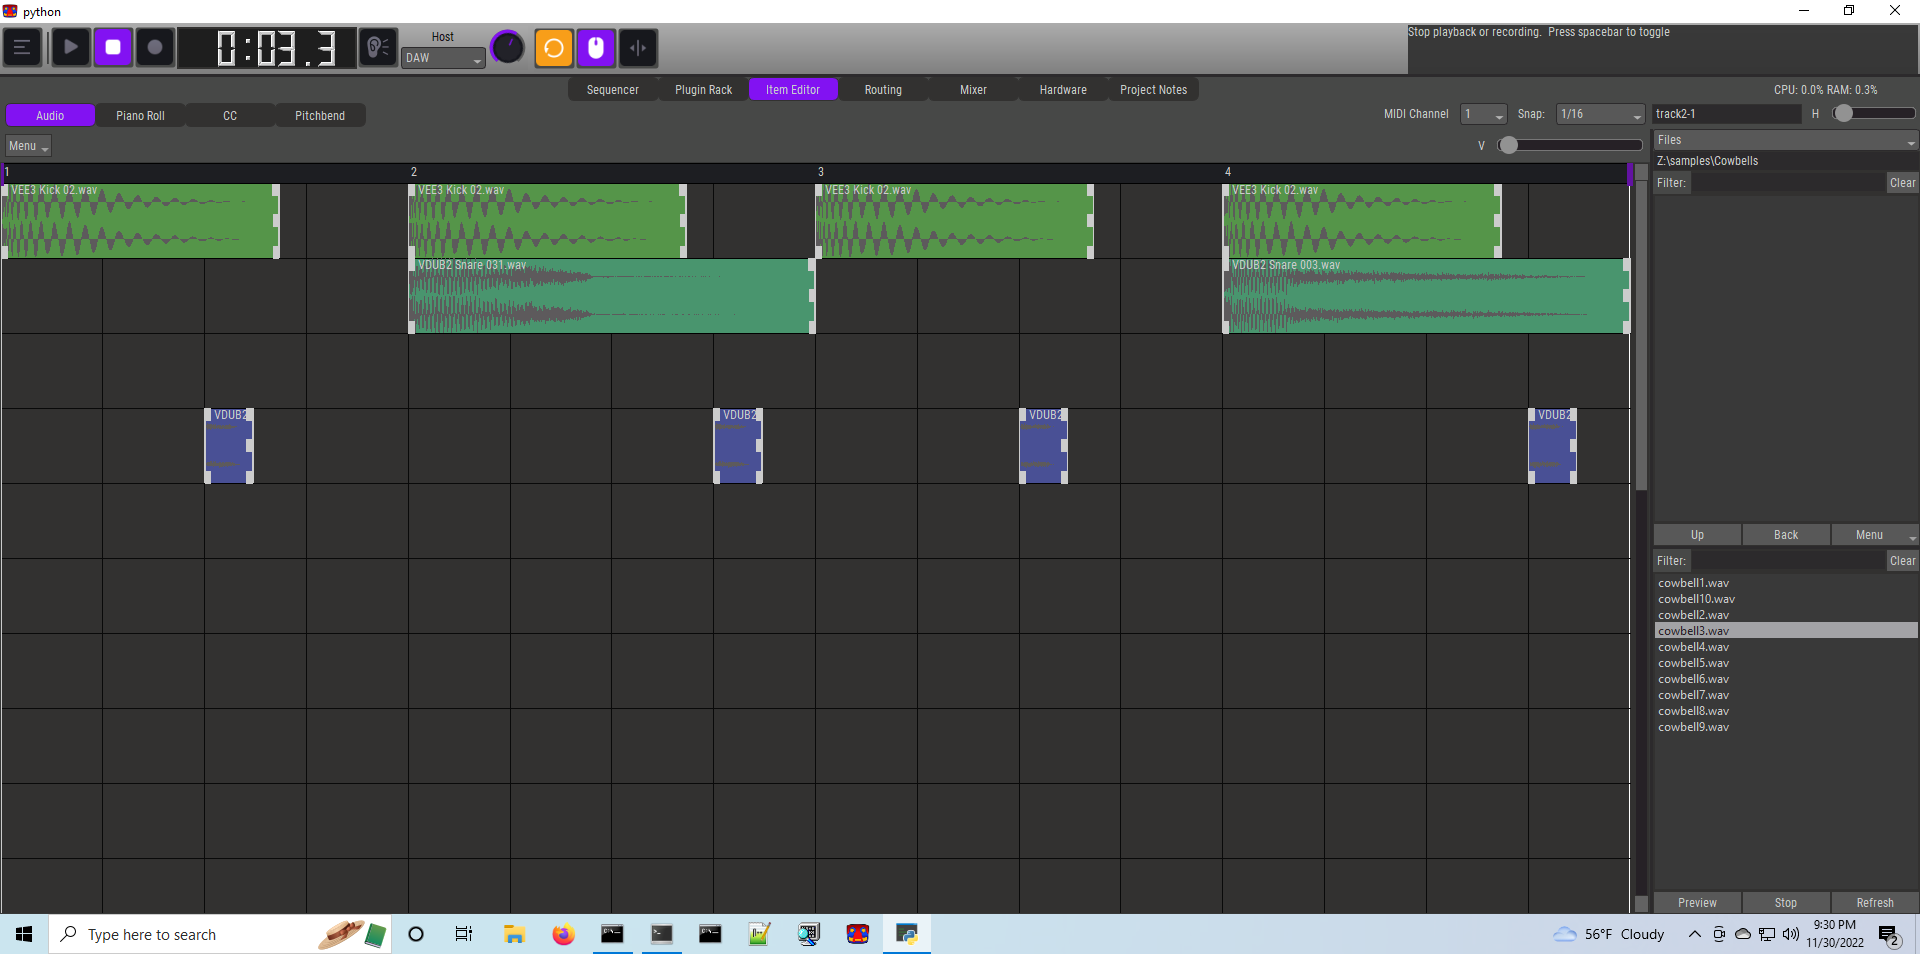 python
0:03.3
Host
DAW
Stop playback or recording.  Press spacebar to toggle
Sequencer
Plugin Rack
Item Editor
Routing
Mixer
Hardware
Project Notes
CPU: 0.0% RAM: 0.3%
Audio
Piano Roll
CC
Pitchbend
MIDI Channel
1
Snap:
1/16
track2-1
H
Menu
V
Files
Z:\samples\Cowbells
Filter:
Clear
1
2
3
4
VEE3 Kick 02.wav
VEE3 Kick 02.wav
VEE3 Kick 02.wav
VEE3 Kick 02.wav
VDUB2 Snare 031.wav
VDUB2 Snare 003.wav
VDUB2
VDUB2
VDUB2
VDUB2
Up
Back
Menu
Filter:
Clear
cowbell1.wav
cowbell10.wav
cowbell2.wav
cowbell3.wav
cowbell4.wav
cowbell5.wav
cowbell6.wav
cowbell7.wav
cowbell8.wav
cowbell9.wav
Preview
Stop
Refresh
Type here to search
56°F Cloudy
9:30 PM
11/30/2022
2